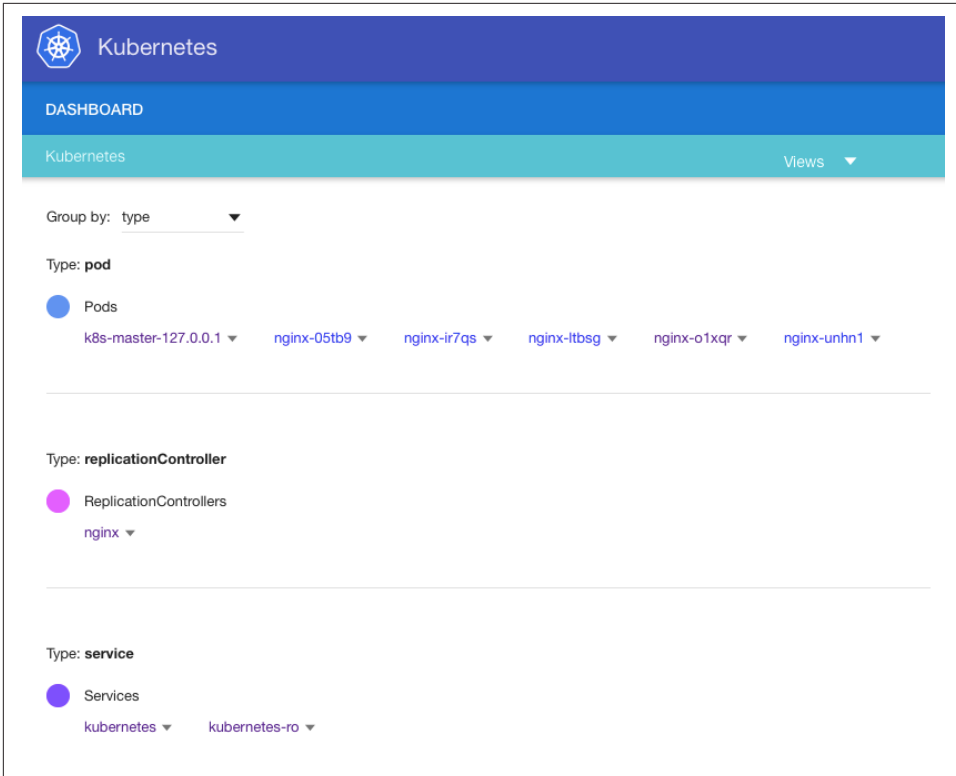 Kubernetes
DASHBOARD
Kubernetes Views
Group by: type
Type: pod
Pods
k8s-master-127.0.0.1 nginx-05tb9 nginx-ir7qs nginx-ltbsg nginx-o1xqr nginx-unhn1
Type: replicationController
ReplicationControllers
nginx
Type: service
Services
kubernetes kubernetes-ro